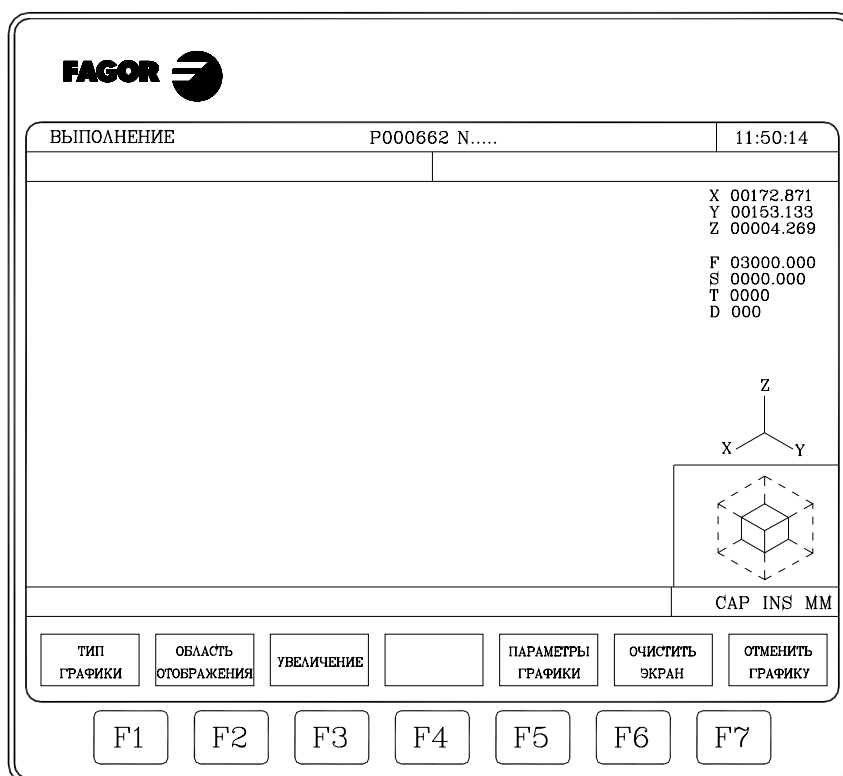 FAGOR
ВЫПОЛНЕНИЕ P000662 N..... 11:50:14
X 00172.871
Y 00153.133
Z 00004.269
F 03000.000
S 0000.000
T 0000
D 000
Z
X Y
CAP INS MM
ТИП ГРАФИКИ
ОБЛАСТЬ ОТОБРАЖЕНИЯ
УВЕЛИЧЕНИЕ
ПАРАМЕТРЫ ГРАФИКИ
ОЧИСТИТЬ ЭКРАН
ОТМЕНИТЬ ГРАФИКУ
F1 F2 F3 F4 F5 F6 F7